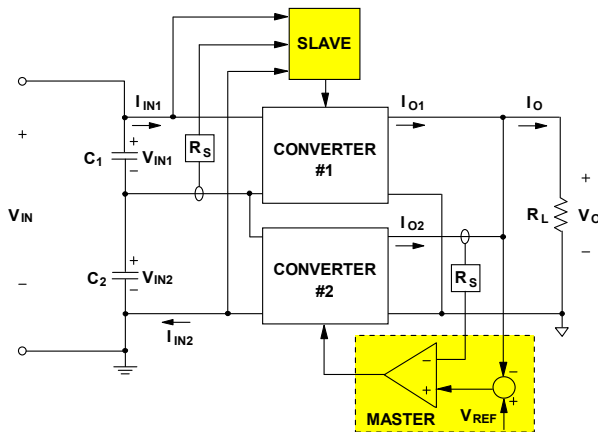 SLAVE
I_IN1
I_O1
I_O
R_S
CONVERTER
#1
C_1
+
V_IN1
−
+
V_IN
−
R_L
+
V_O
−
I_O2
C_2
+
V_IN2
−
CONVERTER
#2
R_S
I_IN2
−
+
−
+
MASTER
V_REF